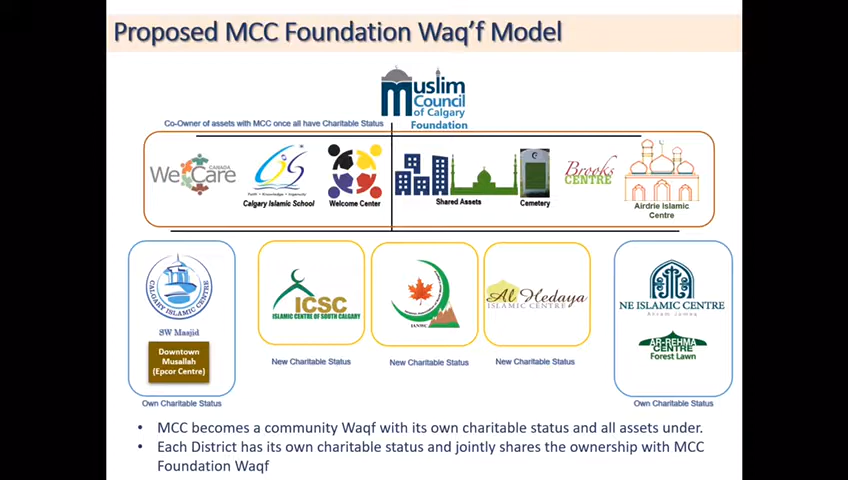 Proposed MCC Foundation Waq'f Model
Muslim
Council
of Calgary
Foundation
Co-Owner of assets with MCC once all have Charitable Status
We Care
CANADA
Calgary Islamic School
Welcome Center
Shared Assets
Cemetery
Brooks
CENTRE
Airdrie Islamic
Centre
CALGARY ISLAMIC CENTRE
SW Masjid
Downtown
Musallah
(Epcor Centre)
Own Charitable Status
ICSC
ISLAMIC CENTRE OF SOUTH CALGARY
New Charitable Status
IANWC
New Charitable Status
Al Hedaya
ISLAMIC CENTRE
New Charitable Status
NE ISLAMIC CENTRE
Akram Jomaa
AR-REHMA
CENTRE
Forest Lawn
Own Charitable Status
• MCC becomes a community Waqf with its own charitable status and all assets under.
• Each District has its own charitable status and jointly shares the ownership with MCC
Foundation Waqf